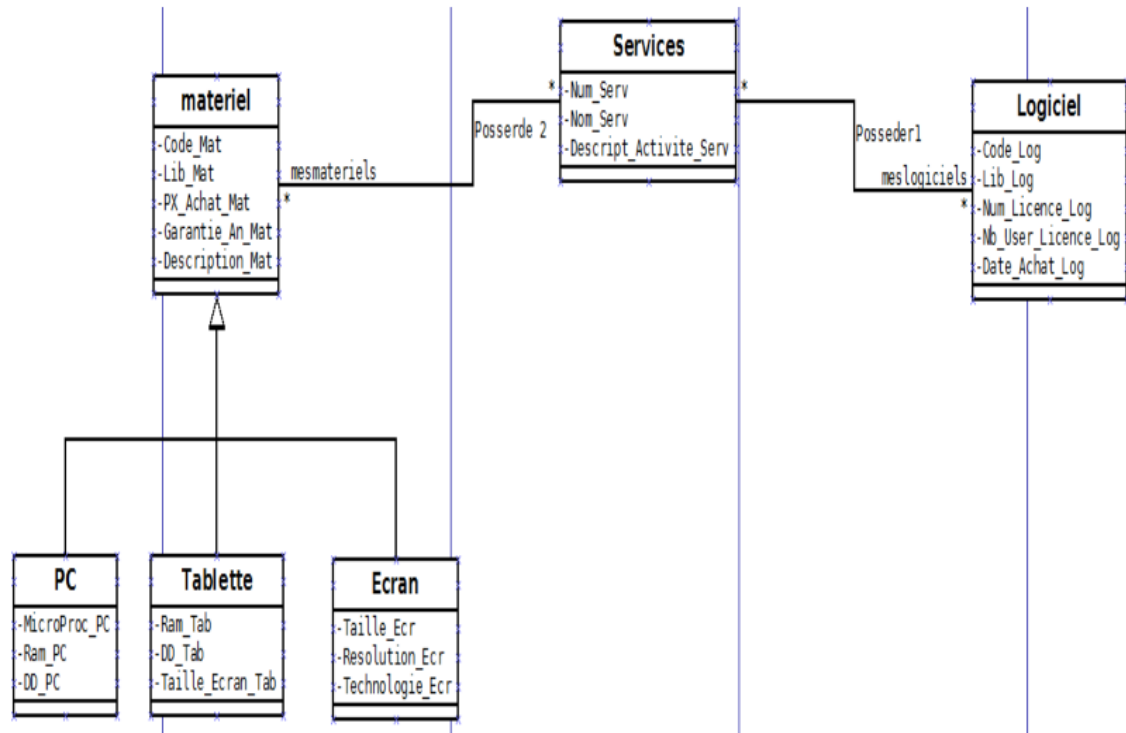 Services
-Num_Serv
-Nom_Serv
-Descript_Activite_Serv
*
*
Posserde 2
Posseder1
materiel
-Code_Mat
-Lib_Mat
-PX_Achat_Mat
-Garantie_An_Mat
-Description_Mat
mesmateriels
*
Logiciel
-Code_Log
-Lib_Log
-Num_Licence_Log
-Nb_User_Licence_Log
-Date_Achat_Log
meslogiciels
*
PC
-MicroProc_PC
-Ram_PC
-DD_PC
Tablette
-Ram_Tab
-DD_Tab
-Taille_Ecran_Tab
Ecran
-Taille_Ecr
-Resolution_Ecr
-Technologie_Ecr